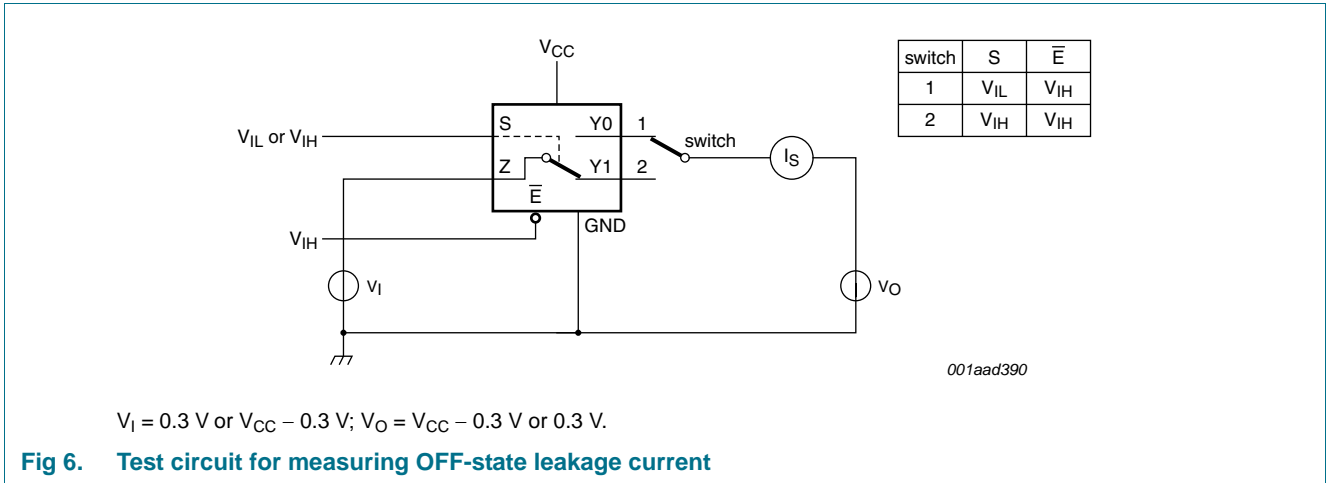 VCC
switch S E̅
1 VIL VIH
2 VIH VIH
S Y0 1
VIL or VIH
switch
IS
Z Y1 2
E̅
GND
VIH
VI
VO
001aad390
VI = 0.3 V or VCC − 0.3 V; VO = VCC − 0.3 V or 0.3 V.
Fig 6. Test circuit for measuring OFF-state leakage current